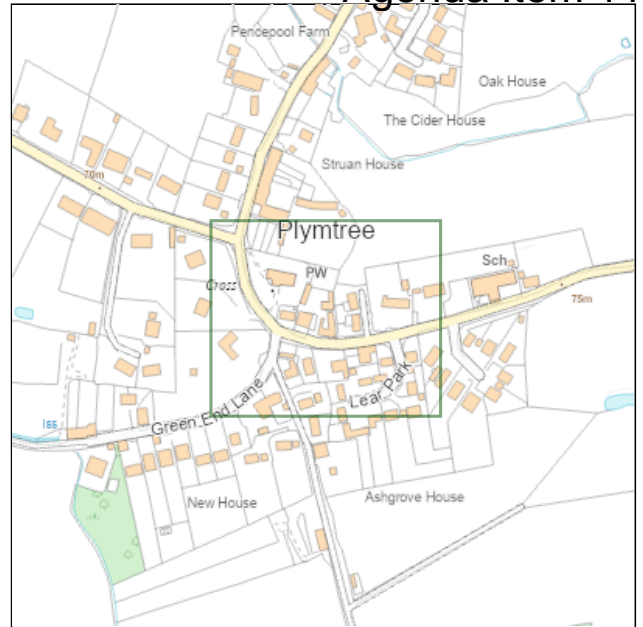 Agenda Item
Pencepool Farm
Oak House
The Cider House
Struan House
70m
Plymtree
PW
Sch
Cross
75m
Lear Park
Green End Lane
Iss
New House
Ashgrove House